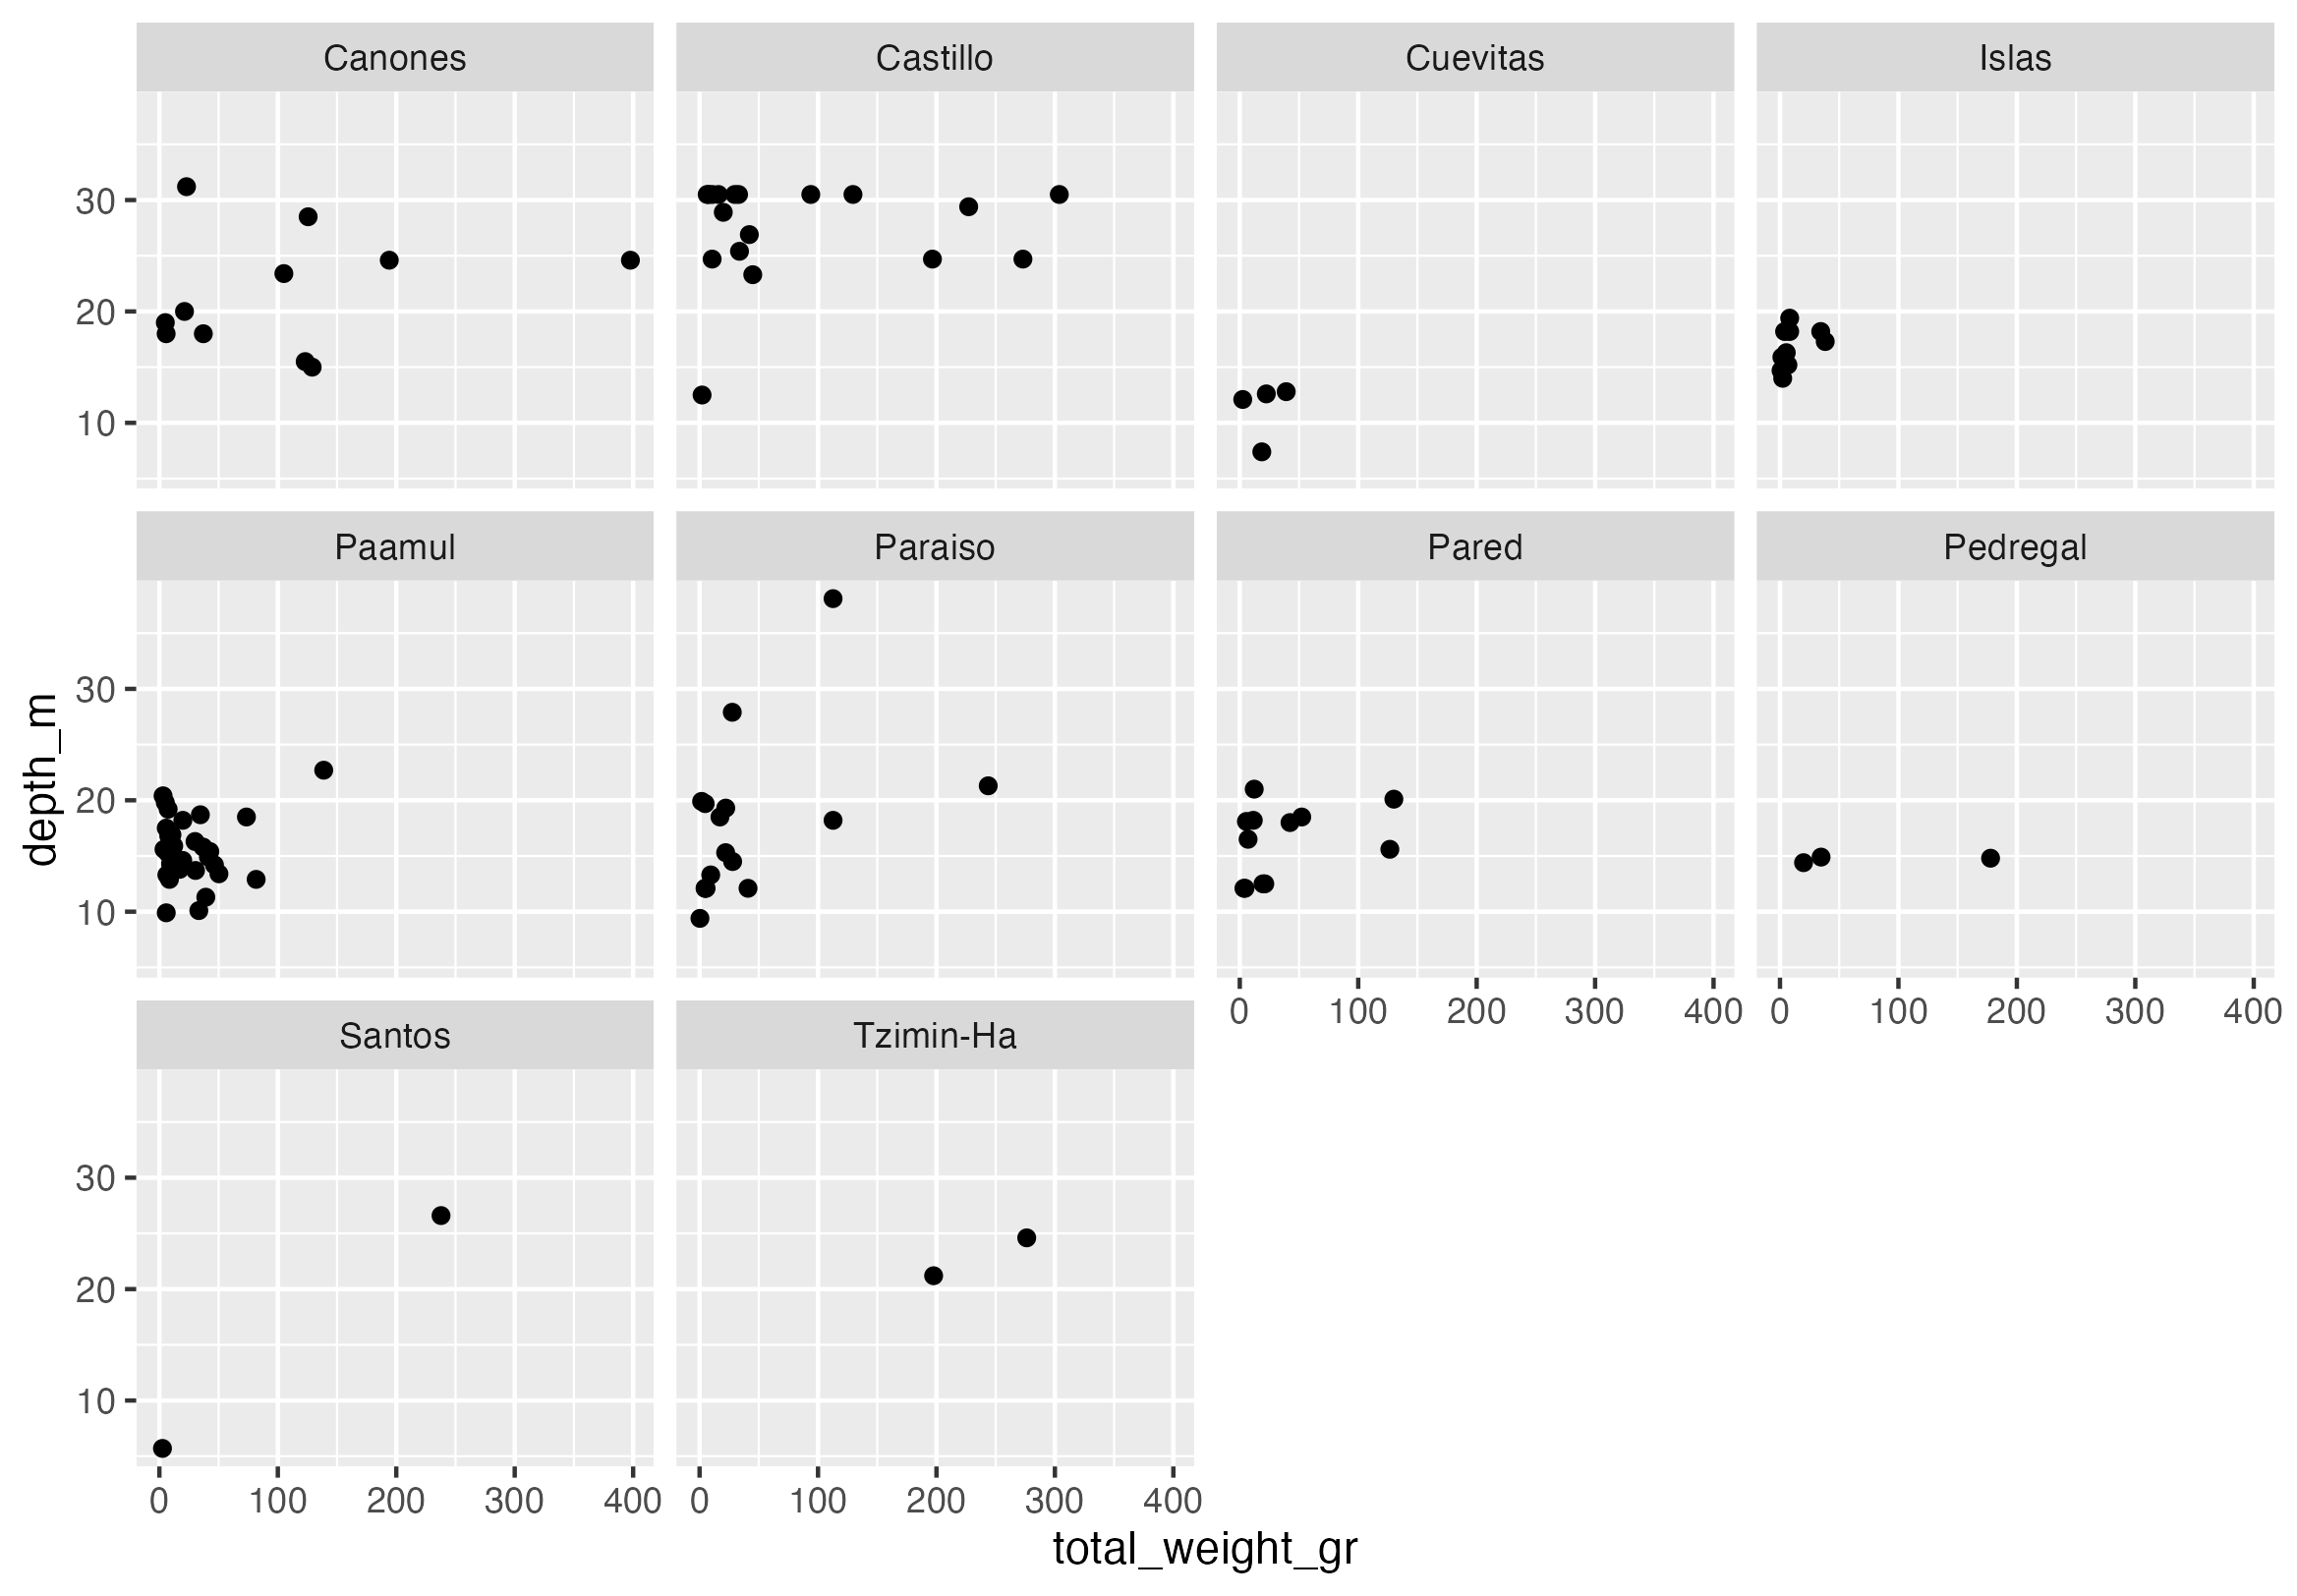 Canones Castillo Cuevitas Islas
30
20
10
Paamul Paraiso Pared Pedregal
30
20
10
0 100 200 300 400 0 100 200 300 400
Santos Tzimin-Ha
30
20
10
0 100 200 300 400 0 100 200 300 400
total_weight_gr
depth_m